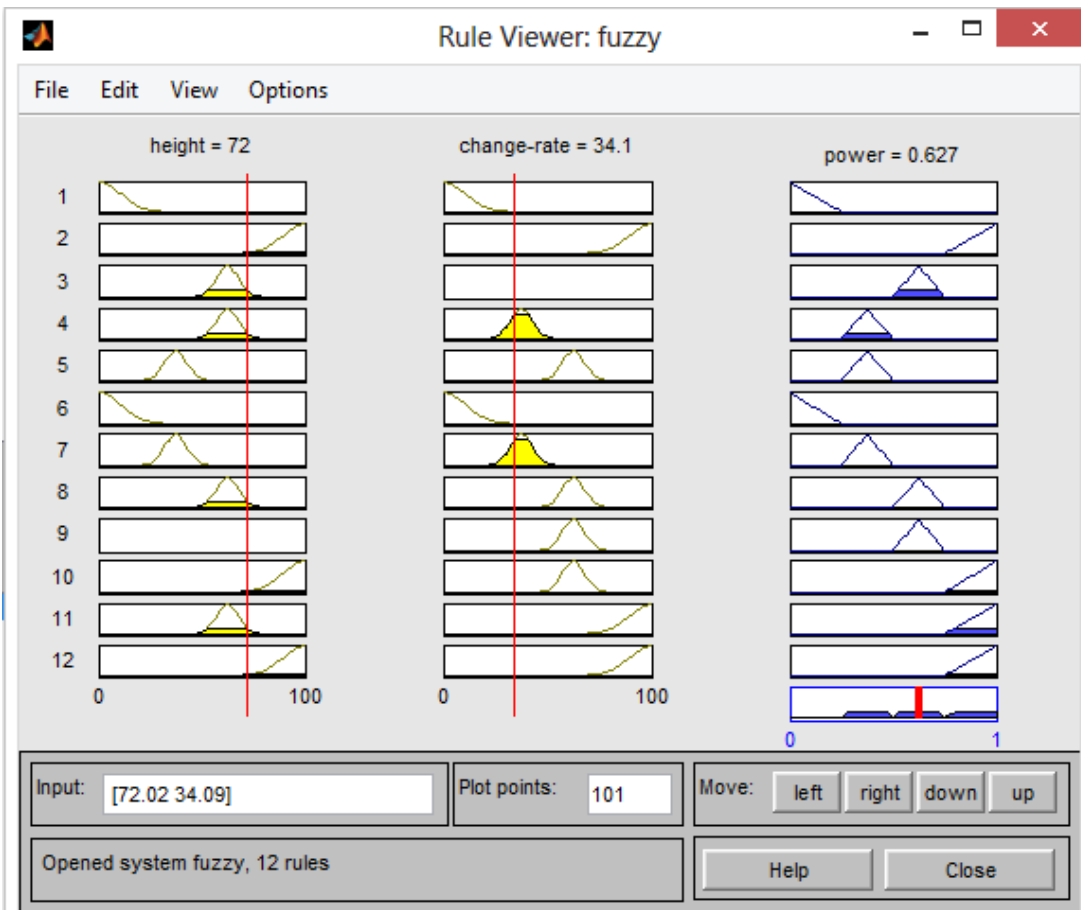 Rule Viewer: fuzzy
File Edit View Options
height = 72 change-rate = 34.1 power = 0.627
1
2
3
4
5
6
7
8
9
10
11
12
0 100 0 100
0 1
Input: [72.02 34.09] Plot points: 101 Move: left right down up
Opened system fuzzy, 12 rules Help Close